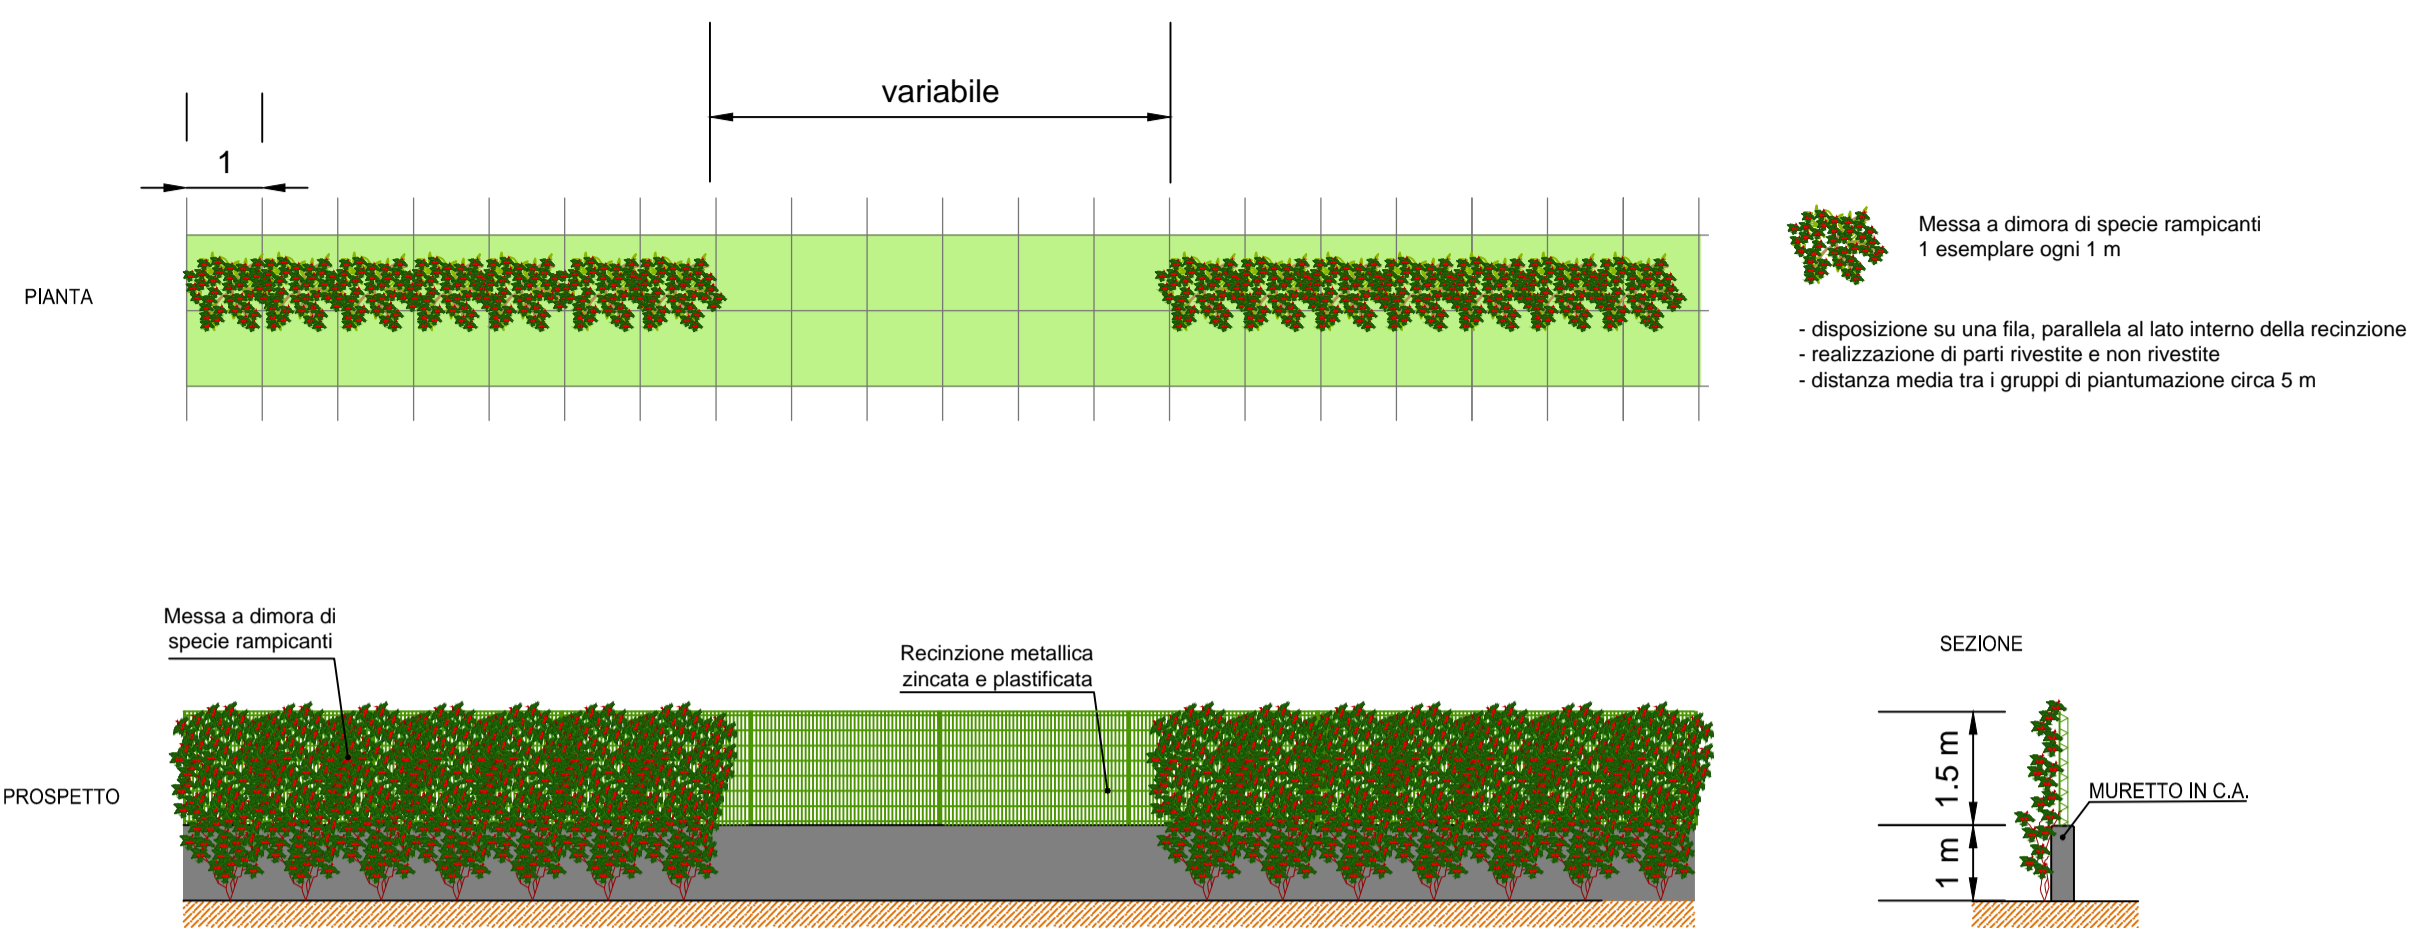 variabile
1
PIANTA
Messa a dimora di specie rampicanti
1 esemplare ogni 1 m
- disposizione su una fila, parallela al lato interno della recinzione
- realizzazione di parti rivestite e non rivestite
- distanza media tra i gruppi di piantumazione circa 5 m
Messa a dimora di
specie rampicanti
Recinzione metallica
zincata e plastificata
PROSPETTO
SEZIONE
1.5 m
1 m
MURETTO IN C.A.